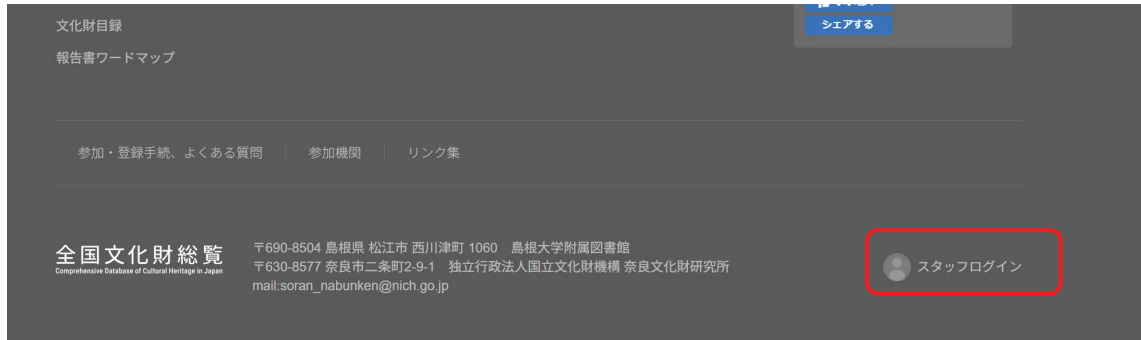 文化財目録
シェアする
報告書ワードマップ
参加・登録手続、よくある質問
参加機関
リンク集
全国文化財総覧
Comprehensive Database of Cultural Heritage in Japan
〒690-8504 島根県 松江市 西川津町 1060　島根大学附属図書館
〒630-8577 奈良市二条町2-9-1　独立行政法人国立文化財機構 奈良文化財研究所
mail:soran_nabunken@nich.go.jp
スタッフログイン